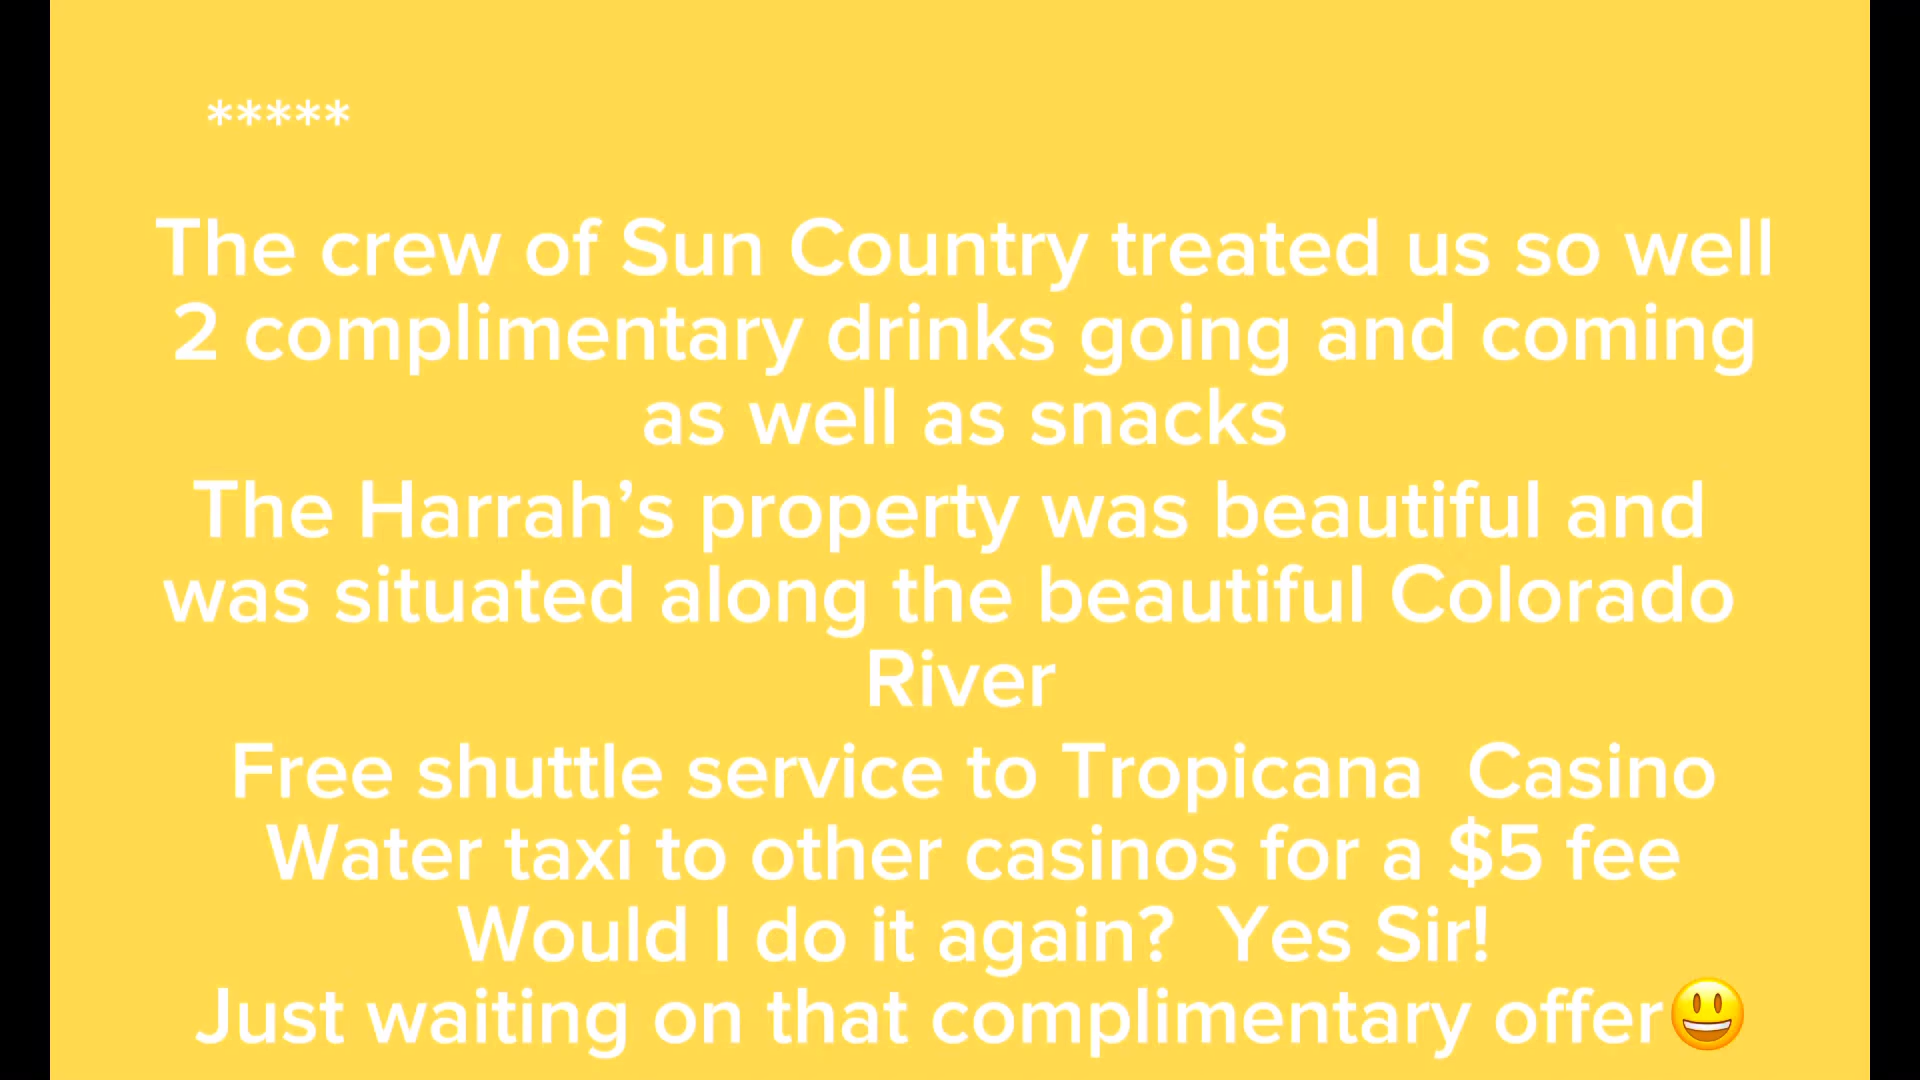 *****
The crew of Sun Country treated us so well
2 complimentary drinks going and coming
as well as snacks
The Harrah’s property was beautiful and
was situated along the beautiful Colorado
River
Free shuttle service to Tropicana  Casino
Water taxi to other casinos for a $5 fee
Would I do it again?  Yes Sir!
Just waiting on that complimentary offer😃